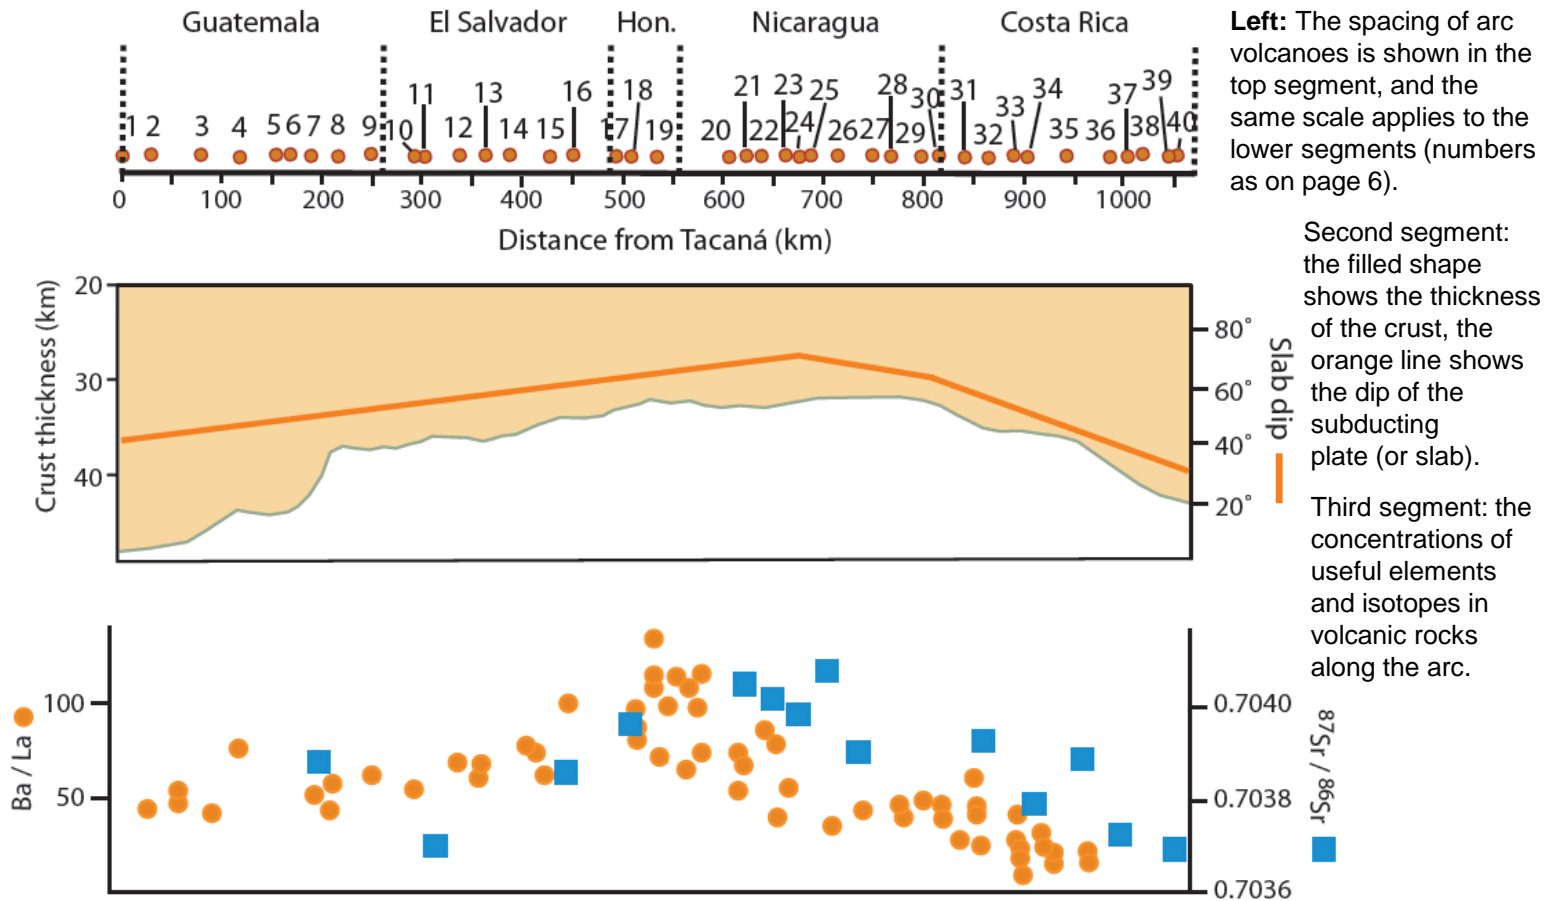 Guatemala El Salvador Hon. Nicaragua Costa Rica
1 2 3 4 5 6 7 8 9 10 11 12 13 14 15 16 17 18 19 20 21 22 23 24 25 26 27 28 29 30 31 32 33 34 35 36 37 38 39 40
0 100 200 300 400 500 600 700 800 900 1000
Distance from Tacaná (km)
Left: The spacing of arc
volcanoes is shown in the
top segment, and the
same scale applies to the
lower segments (numbers
as on page 6).
Crust thickness (km)
20
30
40
80°
60°
40°
20°
Slab dip
Second segment:
the filled shape
shows the thickness
of the crust, the
orange line shows
the dip of the
subducting
plate (or slab).
Third segment: the
concentrations of
useful elements
and isotopes in
volcanic rocks
along the arc.
Ba / La
100
50
0.7040
0.7038
0.7036
87Sr / 86Sr